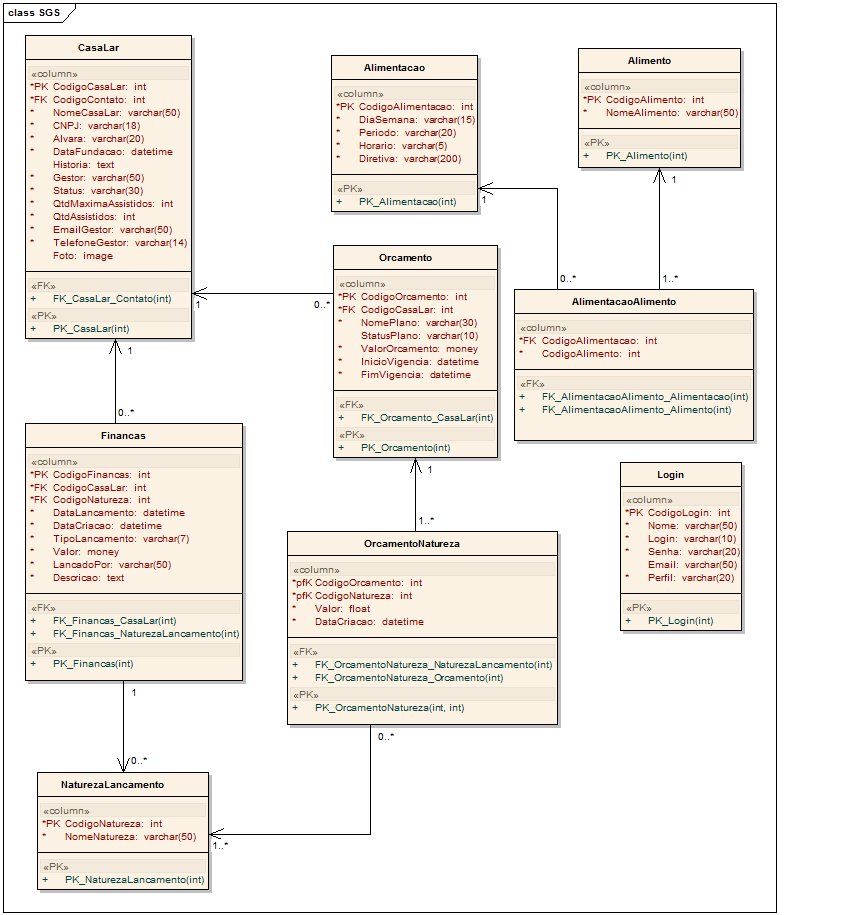 class SGS
CasaLar
«column»
*PK CodigoCasaLar: int
*FK CodigoContato: int
* NomeCasaLar: varchar(50)
* CNPJ: varchar(18)
* Alvara: varchar(20)
* DataFundacao: datetime
Historia: text
* Gestor: varchar(50)
* Status: varchar(30)
* QtdMaximaAssistidos: int
* QtdAssistidos: int
* EmailGestor: varchar(50)
* TelefoneGestor: varchar(14)
Foto: image
«FK»
+ FK_CasaLar_Contato(int)
«PK»
+ PK_CasaLar(int)
Alimentacao
«column»
*PK CodigoAlimentacao: int
* DiaSemana: varchar(15)
* Periodo: varchar(20)
* Horario: varchar(5)
* Diretiva: varchar(200)
«PK»
+ PK_Alimentacao(int)
Alimento
«column»
*PK CodigoAlimento: int
* NomeAlimento: varchar(50)
«PK»
+ PK_Alimento(int)
1
1
0..*
1..*
Orcamento
«column»
*PK CodigoOrcamento: int
*FK CodigoCasaLar: int
* NomePlano: varchar(30)
StatusPlano: varchar(10)
* ValorOrcamento: money
* InicioVigencia: datetime
* FimVigencia: datetime
«FK»
+ FK_Orcamento_CasaLar(int)
«PK»
+ PK_Orcamento(int)
1
0..*
AlimentacaoAlimento
«column»
*FK CodigoAlimentacao: int
* CodigoAlimento: int
«FK»
+ FK_AlimentacaoAlimento_Alimentacao(int)
+ FK_AlimentacaoAlimento_Alimento(int)
1
0..*
Financas
«column»
*PK CodigoFinancas: int
*FK CodigoCasaLar: int
*FK CodigoNatureza: int
* DataLancamento: datetime
* DataCriacao: datetime
* TipoLancamento: varchar(7)
* Valor: money
* LancadoPor: varchar(50)
* Descricao: text
«FK»
+ FK_Financas_CasaLar(int)
+ FK_Financas_NaturezaLancamento(int)
«PK»
+ PK_Financas(int)
1
1..*
OrcamentoNatureza
«column»
*pfK CodigoOrcamento: int
*pfK CodigoNatureza: int
* Valor: float
* DataCriacao: datetime
«FK»
+ FK_OrcamentoNatureza_NaturezaLancamento(int)
+ FK_OrcamentoNatureza_Orcamento(int)
«PK»
+ PK_OrcamentoNatureza(int, int)
Login
«column»
*PK CodigoLogin: int
* Nome: varchar(50)
* Login: varchar(10)
* Senha: varchar(20)
Email: varchar(50)
* Perfil: varchar(20)
«PK»
+ PK_Login(int)
1
0..*
0..*
1..*
NaturezaLancamento
«column»
*PK CodigoNatureza: int
* NomeNatureza: varchar(50)
«PK»
+ PK_NaturezaLancamento(int)